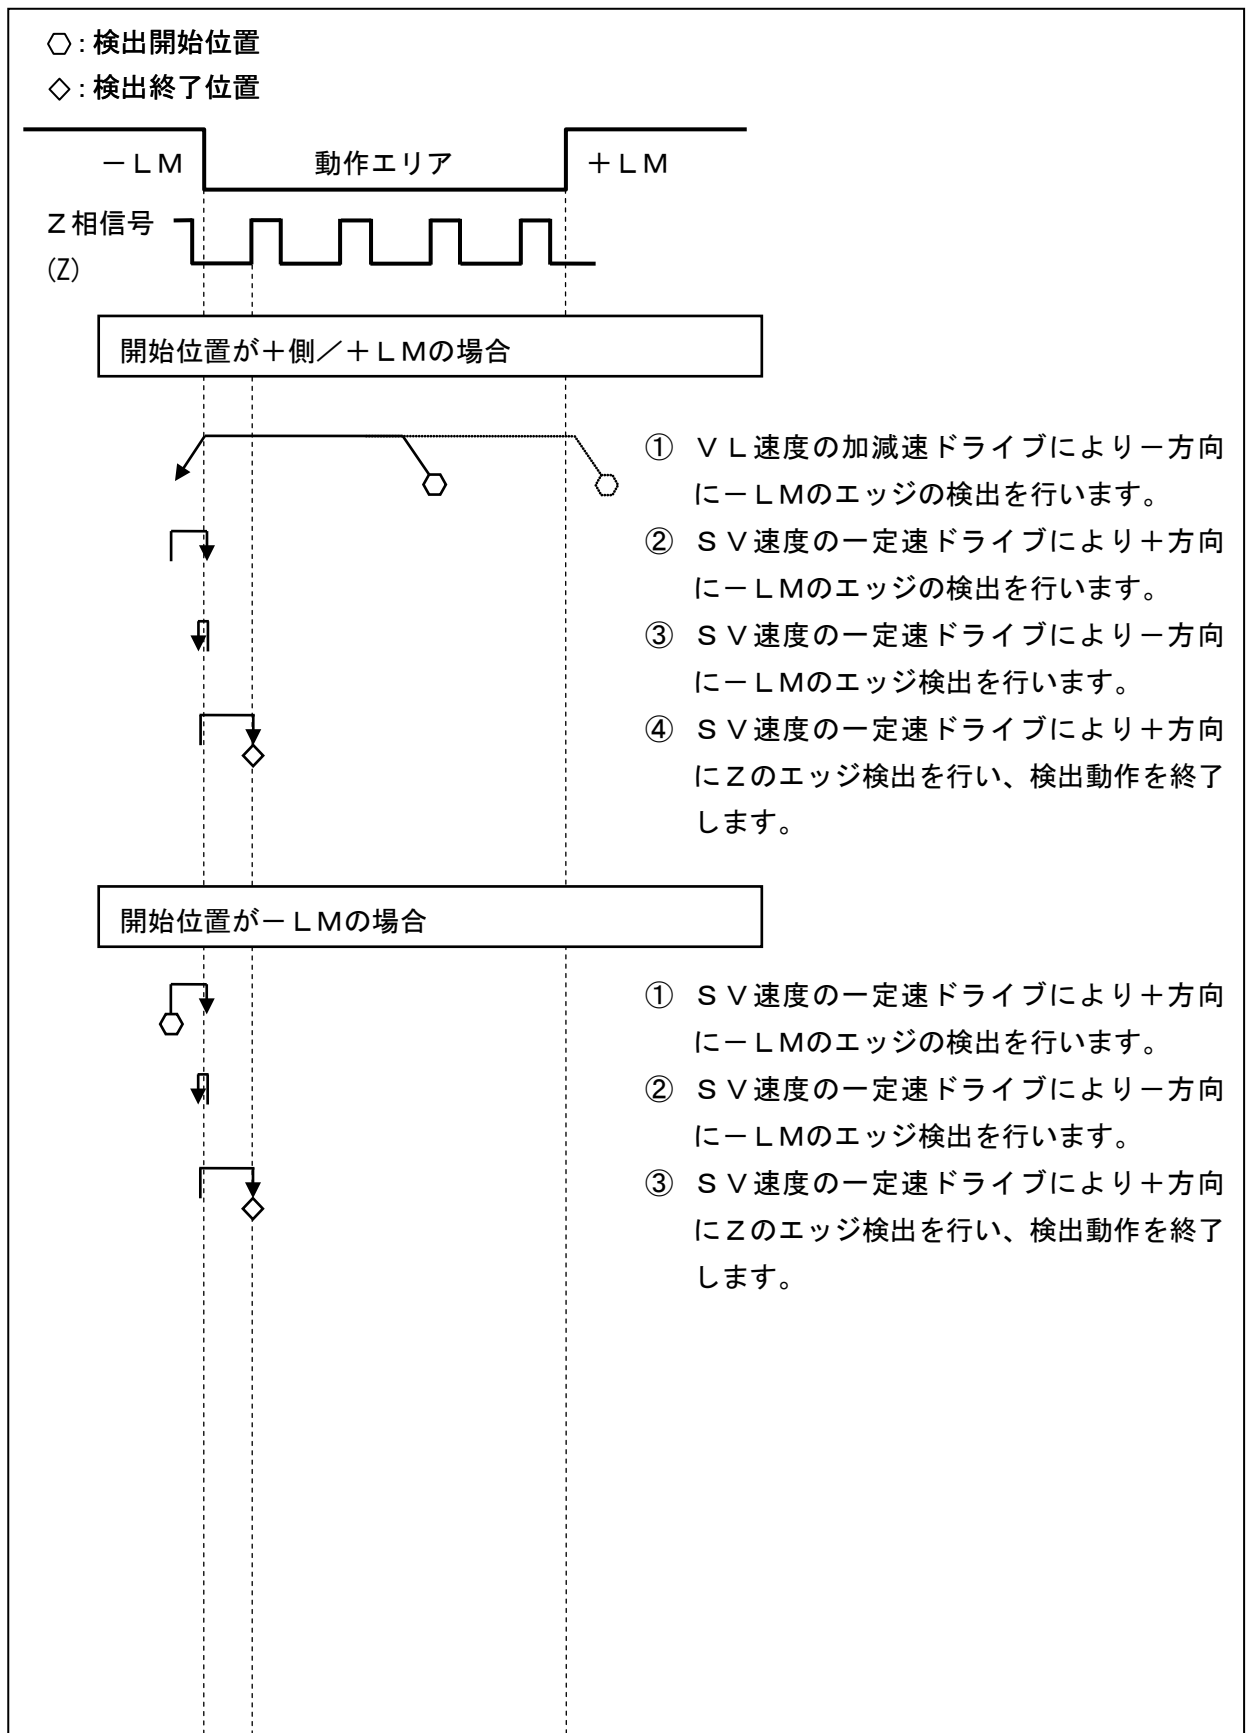 ⬡：検出開始位置
◇：検出終了位置
－ＬＭ 動作エリア ＋ＬＭ
Ｚ相信号
(Z)
開始位置が＋側／＋ＬＭの場合
① ＶＬ速度の加減速ドライブにより－方向
に－ＬＭのエッジの検出を行います。
② ＳＶ速度の一定速ドライブにより＋方向
に－ＬＭのエッジの検出を行います。
③ ＳＶ速度の一定速ドライブにより－方向
に－ＬＭのエッジ検出を行います。
④ ＳＶ速度の一定速ドライブにより＋方向
にＺのエッジ検出を行い、検出動作を終了
します。
開始位置が－ＬＭの場合
① ＳＶ速度の一定速ドライブにより＋方向
に－ＬＭのエッジの検出を行います。
② ＳＶ速度の一定速ドライブにより－方向
に－ＬＭのエッジ検出を行います。
③ ＳＶ速度の一定速ドライブにより＋方向
にＺのエッジ検出を行い、検出動作を終了
します。